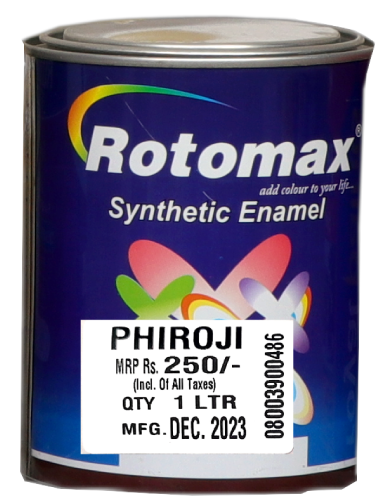 Rotomax®
add colour to your life....
Synthetic Enamel
PHIROJI
MRP Rs. 250/-
(Incl. Of All Taxes)
QTY 1 LTR
MFG. DEC. 2023
08003900486